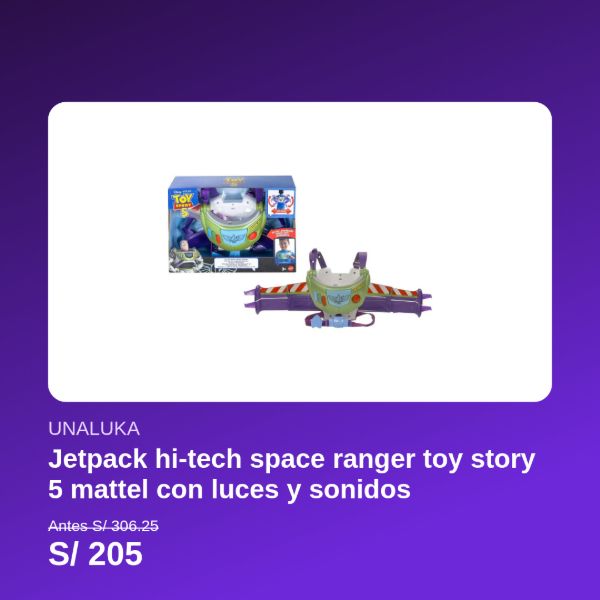 TOY
STORY
5
UNALUKA
Jetpack hi-tech space ranger toy story
5 mattel con luces y sonidos
Antes S/ 306.25
S/ 205